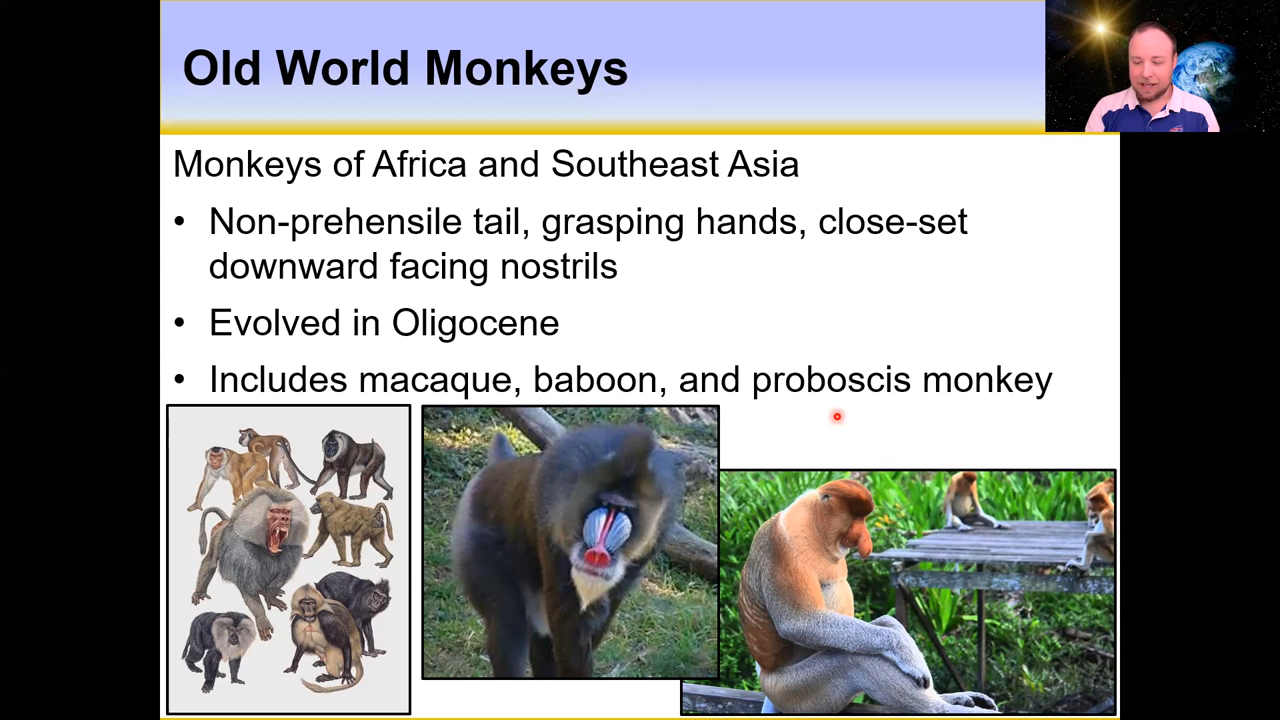 Old World Monkeys
Monkeys of Africa and Southeast Asia
• Non-prehensile tail, grasping hands, close-set
downward facing nostrils
• Evolved in Oligocene
• Includes macaque, baboon, and proboscis monkey